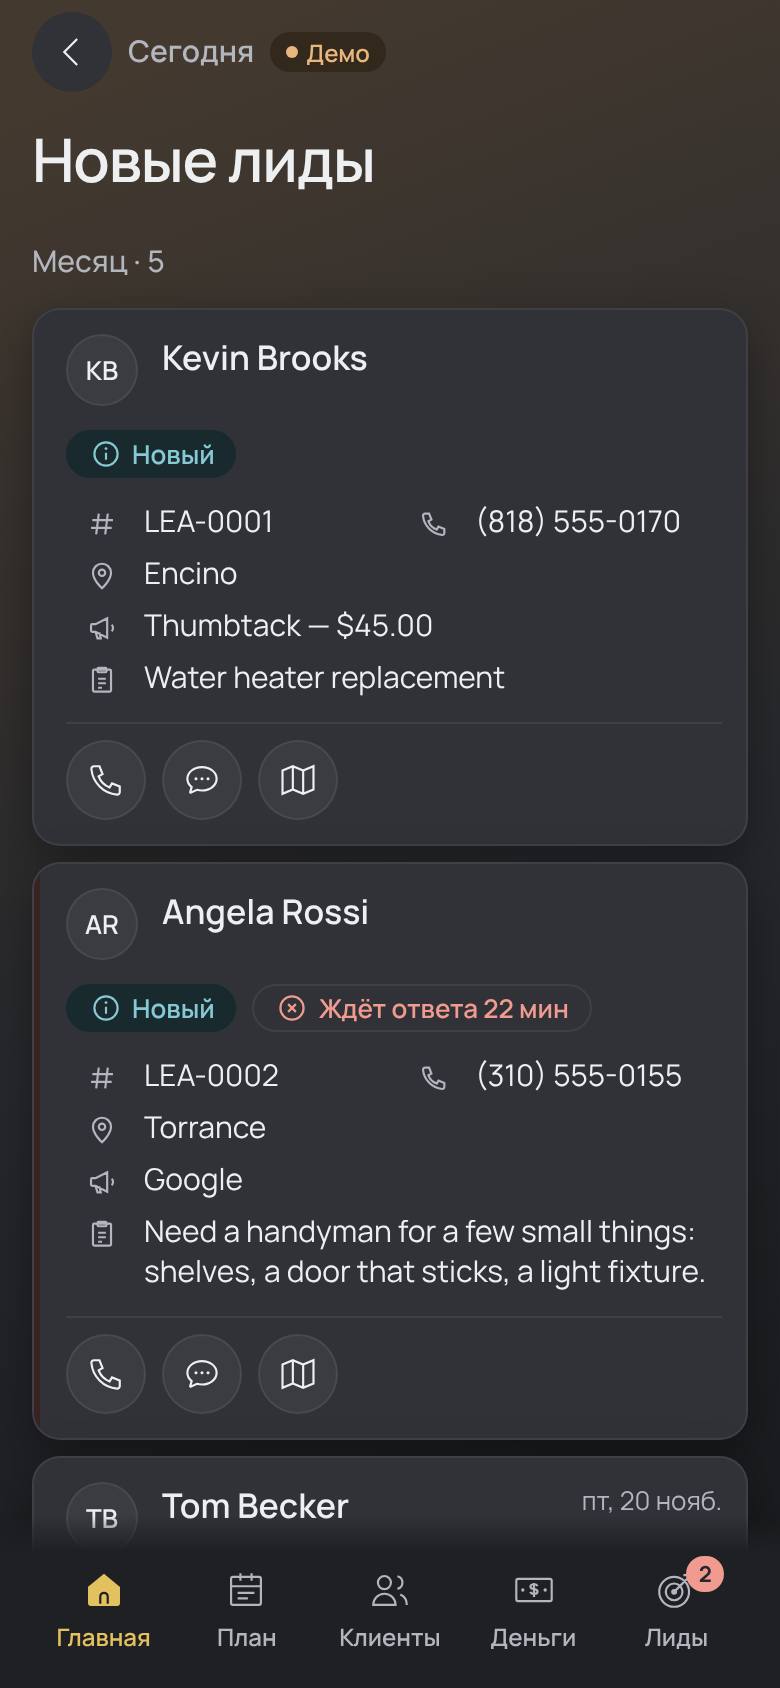 Сегодня
Демо
Новые лиды
Месяц · 5
KB
Kevin Brooks
Новый
LEA-0001
(818) 555-0170
Encino
Thumbtack — $45.00
Water heater replacement
AR
Angela Rossi
Новый
Ждёт ответа 22 мин
LEA-0002
(310) 555-0155
Torrance
Google
Need a handyman for a few small things:
shelves, a door that sticks, a light fixture.
TB
Tom Becker
пт, 20 нояб.
2
Главная
План
Клиенты
Деньги
Лиды